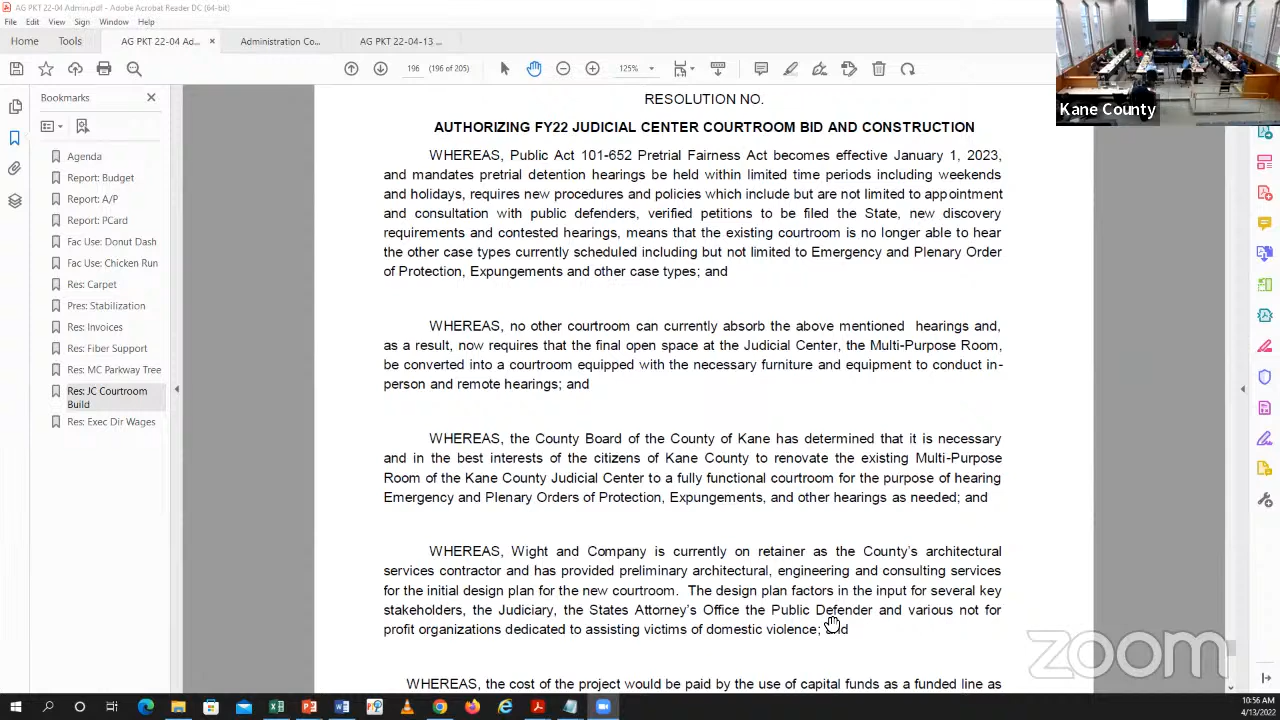 AG PKT 22-04 Admin.pdf - Adobe Acrobat Reader DC (64-bit)
File Edit View Sign Window Help
Home Tools AG PKT 22-04 Ad... × Administration Co... AG PKT 22-04-13 ...
196 (196 of 205) 125%
Bookmarks
Agenda
Report: Budget
Report: A/P
Report: PCard
Fac Use: Donut Dash
Fac Use: Chicken Run
Res: Carpet
Pres: Stabilization
Res: Invoices
Res: Fiber Support
Res: MC Parkway Tree
Res: JC Courtroom
Build
Res: Exec Dir Wages
RESOLUTION NO.
AUTHORIZING FY22 JUDICIAL CENTER COURTROOM BID AND CONSTRUCTION
WHEREAS, Public Act 101-652 Pretrial Fairness Act becomes effective January 1, 2023,
and mandates pretrial detention hearings be held within limited time periods including weekends
and holidays, requires new procedures and policies which include but are not limited to appointment
and consultation with public defenders, verified petitions to be filed the State, new discovery
requirements and contested hearings, means that the existing courtroom is no longer able to hear
the other case types currently scheduled including but not limited to Emergency and Plenary Order
of Protection, Expungements and other case types; and
WHEREAS, no other courtroom can currently absorb the above mentioned hearings and,
as a result, now requires that the final open space at the Judicial Center, the Multi-Purpose Room,
be converted into a courtroom equipped with the necessary furniture and equipment to conduct in-
person and remote hearings; and
WHEREAS, the County Board of the County of Kane has determined that it is necessary
and in the best interests of the citizens of Kane County to renovate the existing Multi-Purpose
Room of the Kane County Judicial Center to a fully functional courtroom for the purpose of hearing
Emergency and Plenary Orders of Protection, Expungements, and other hearings as needed; and
WHEREAS, Wight and Company is currently on retainer as the County's architectural
services contractor and has provided preliminary architectural, engineering and consulting services
for the initial design plan for the new courtroom. The design plan factors in the input for several key
stakeholders, the Judiciary, the States Attorney's Office the Public Defender and various not for
profit organizations dedicated to assisting victims of domestic violence; and
WHEREAS, the cost of the project would be paid by the use of capital funds as a funded line as
Kane County
zoom
10:56 AM
4/13/2022